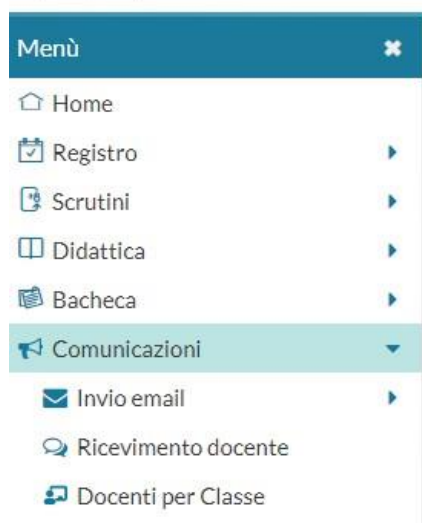 Menù
Home
Registro
Scrutini
Didattica
Bacheca
Comunicazioni
Invio email
Ricevimento docente
Docenti per Classe